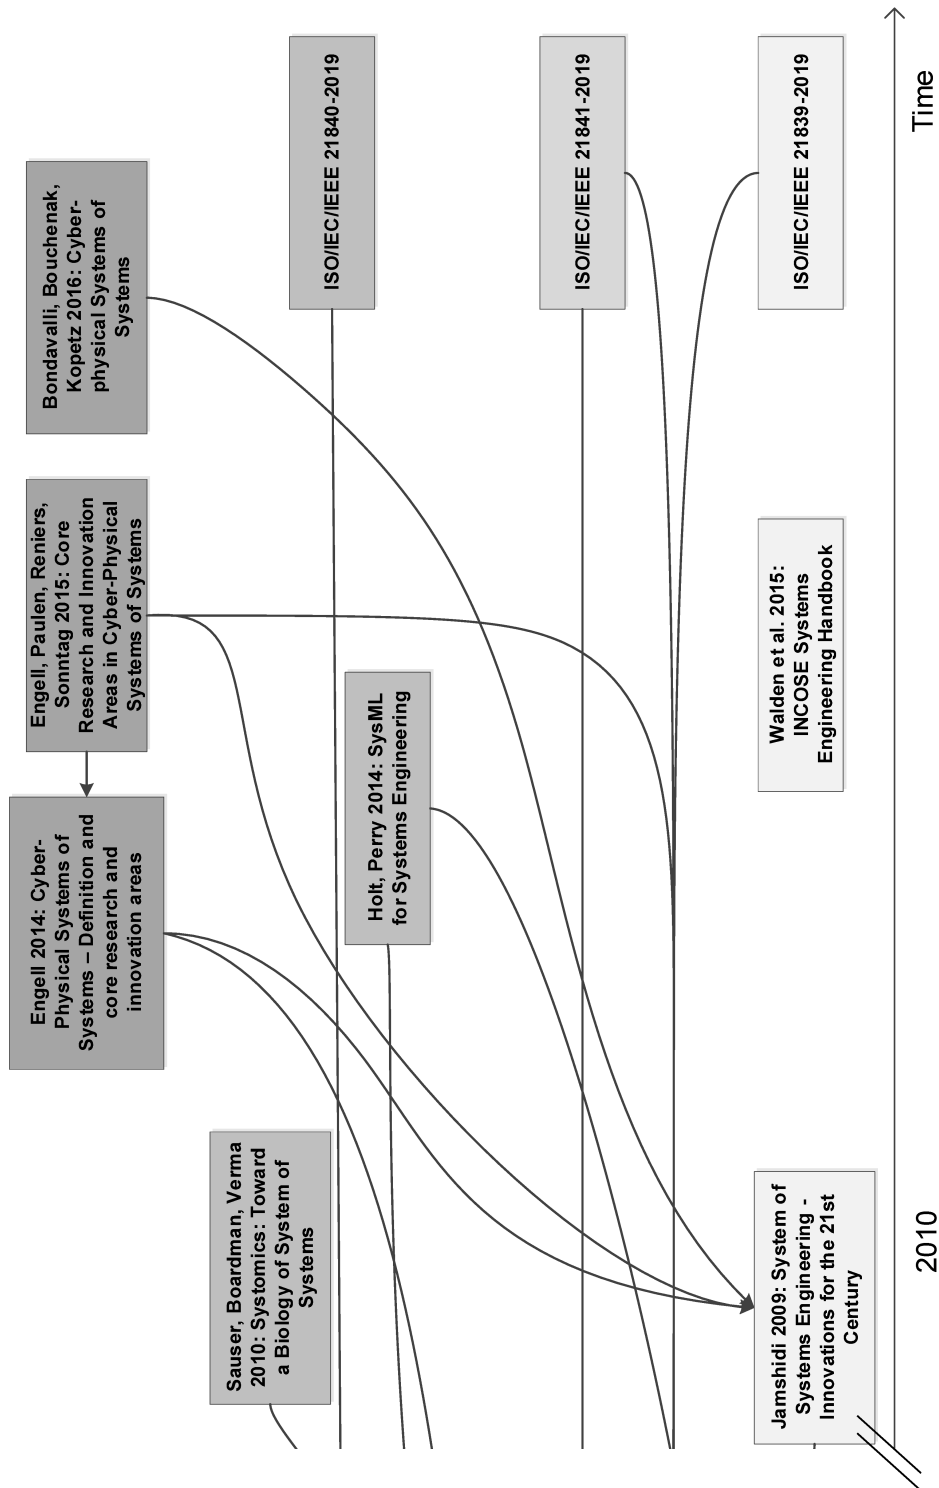 Bondavalli, Bouchenak,
Kopetz 2016: Cyber-
physical Systems of
Systems
ISO/IEC/IEEE 21840-2019
ISO/IEC/IEEE 21841-2019
ISO/IEC/IEEE 21839-2019
Time
Engell, Paulen, Reniers,
Sonntag 2015: Core
Research and Innovation
Areas in Cyber-Physical
Systems of Systems
Holt, Perry 2014: SysML
for Systems Engineering
Walden et al. 2015:
INCOSE Systems
Engineering Handbook
Engell 2014: Cyber-
Physical Systems of
Systems – Definition and
core research and
innovation areas
Sauser, Boardman, Verma
2010: Systomics: Toward
a Biology of System of
Systems
Jamshidi 2009: System of
Systems Engineering -
Innovations for the 21st
Century
2010